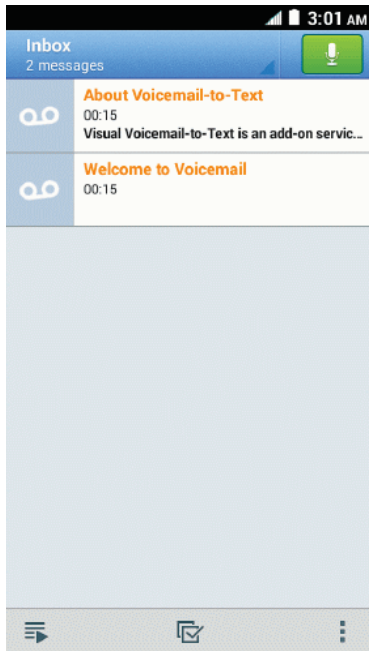 3:01 AM
Inbox
2 messages
About Voicemail-to-Text
00:15
Visual Voicemail-to-Text is an add-on servic...
Welcome to Voicemail
00:15